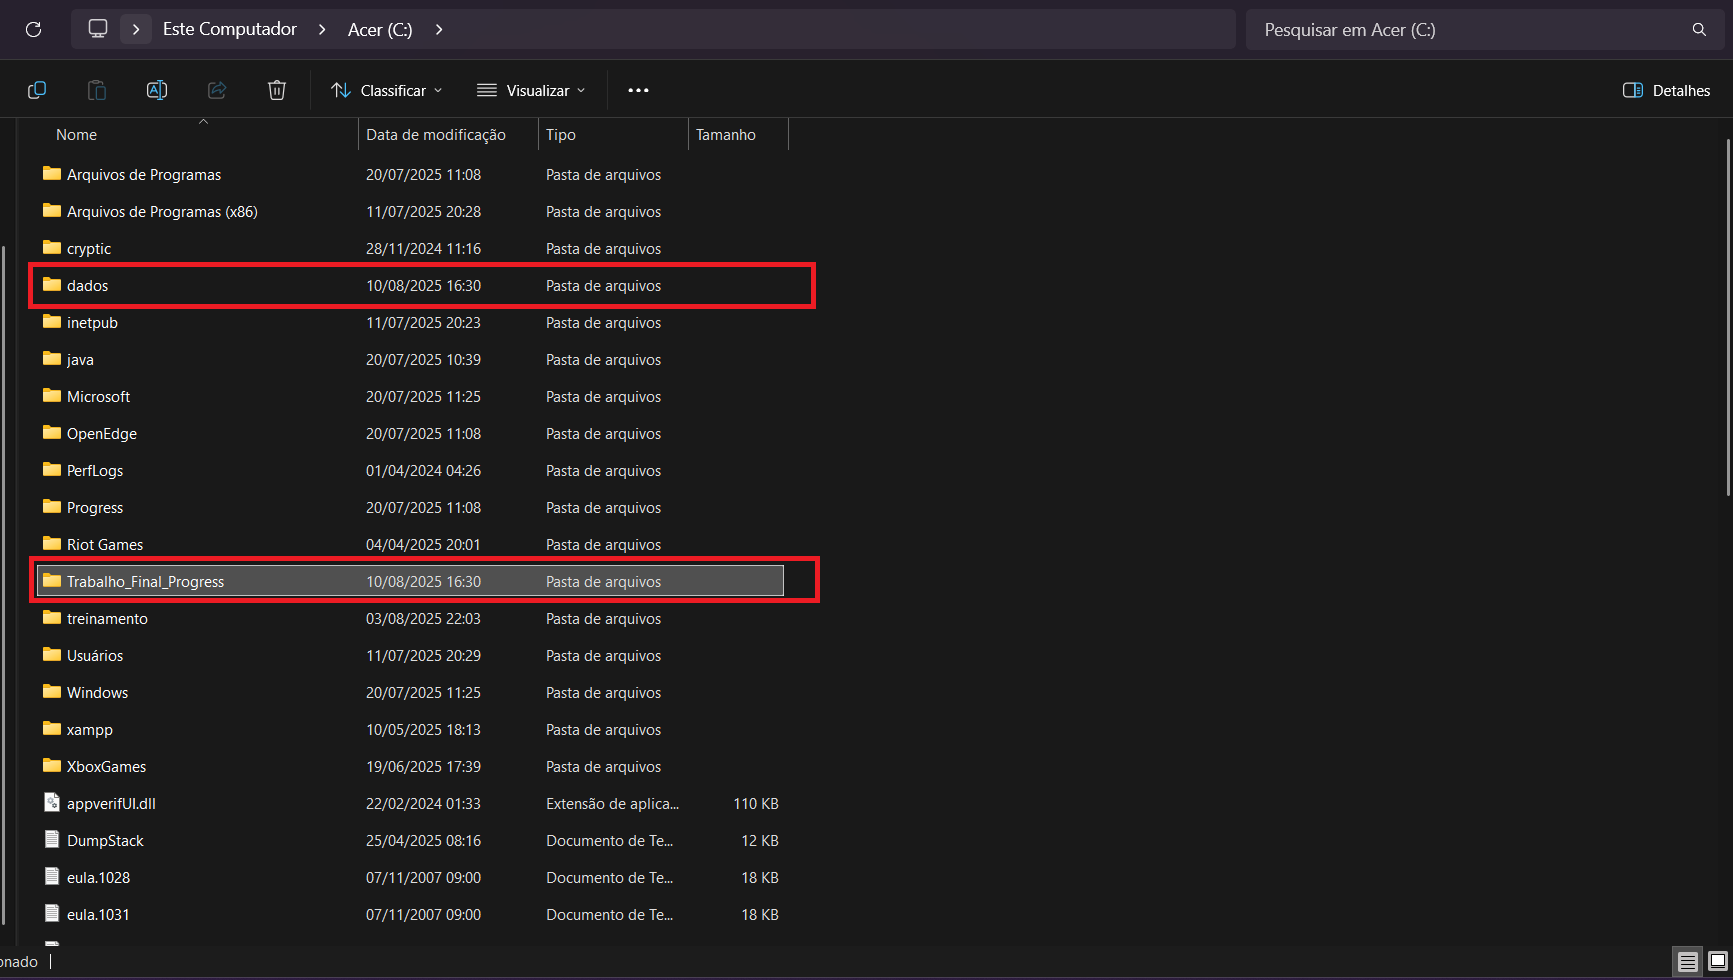 Este Computador > Acer (C:) >
Pesquisar em Acer (C:)
Classificar
Visualizar
Detalhes
Nome Data de modificação Tipo Tamanho
Arquivos de Programas 20/07/2025 11:08 Pasta de arquivos
Arquivos de Programas (x86) 11/07/2025 20:28 Pasta de arquivos
cryptic 28/11/2024 11:16 Pasta de arquivos
dados 10/08/2025 16:30 Pasta de arquivos
inetpub 11/07/2025 20:23 Pasta de arquivos
java 20/07/2025 10:39 Pasta de arquivos
Microsoft 20/07/2025 11:25 Pasta de arquivos
OpenEdge 20/07/2025 11:08 Pasta de arquivos
PerfLogs 01/04/2024 04:26 Pasta de arquivos
Progress 20/07/2025 11:08 Pasta de arquivos
Riot Games 04/04/2025 20:01 Pasta de arquivos
Trabalho_Final_Progress 10/08/2025 16:30 Pasta de arquivos
treinamento 03/08/2025 22:03 Pasta de arquivos
Usuários 11/07/2025 20:29 Pasta de arquivos
Windows 20/07/2025 11:25 Pasta de arquivos
xampp 10/05/2025 18:13 Pasta de arquivos
XboxGames 19/06/2025 17:39 Pasta de arquivos
appverifUI.dll 22/02/2024 01:33 Extensão de aplica... 110 KB
DumpStack 25/04/2025 08:16 Documento de Te... 12 KB
eula.1028 07/11/2007 09:00 Documento de Te... 18 KB
eula.1031 07/11/2007 09:00 Documento de Te... 18 KB
onado